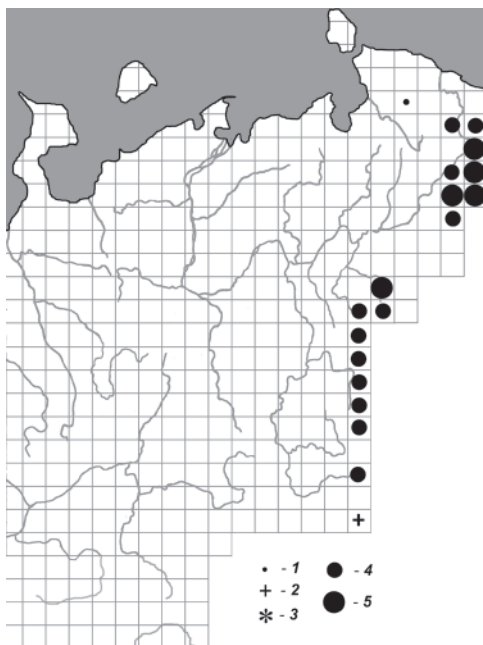 • - 1
+ - 2
✻ - 3
● - 4
● - 5